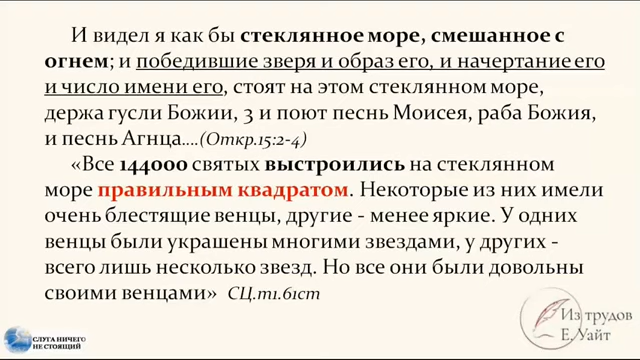 И видел я как бы стеклянное море, смешанное с
огнем; и победившие зверя и образ его, и начертание его
и число имени его, стоят на этом стеклянном море,
держа гусли Божии, 3 и поют песнь Моисея, раба Божия,
и песнь Агнца....(Откр.15:2-4)
«Все 144000 святых выстроились на стеклянном
море правильным квадратом. Некоторые из них имели
очень блестящие венцы, другие - менее яркие. У одних
венцы были украшены многими звездами, у других -
всего лишь несколько звезд. Но все они были довольны
своими венцами» СЦ.т1.61ст
Из трудов
Е. Уайт
СЛУГА НИЧЕГО
НЕ СТОЯЩИЙ